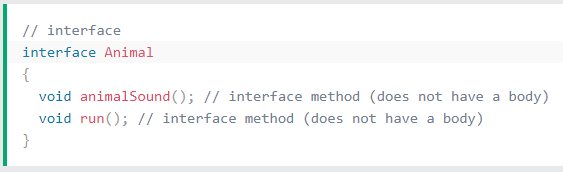 // interface
interface Animal
{
  void animalSound(); // interface method (does not have a body)
  void run(); // interface method (does not have a body)
}